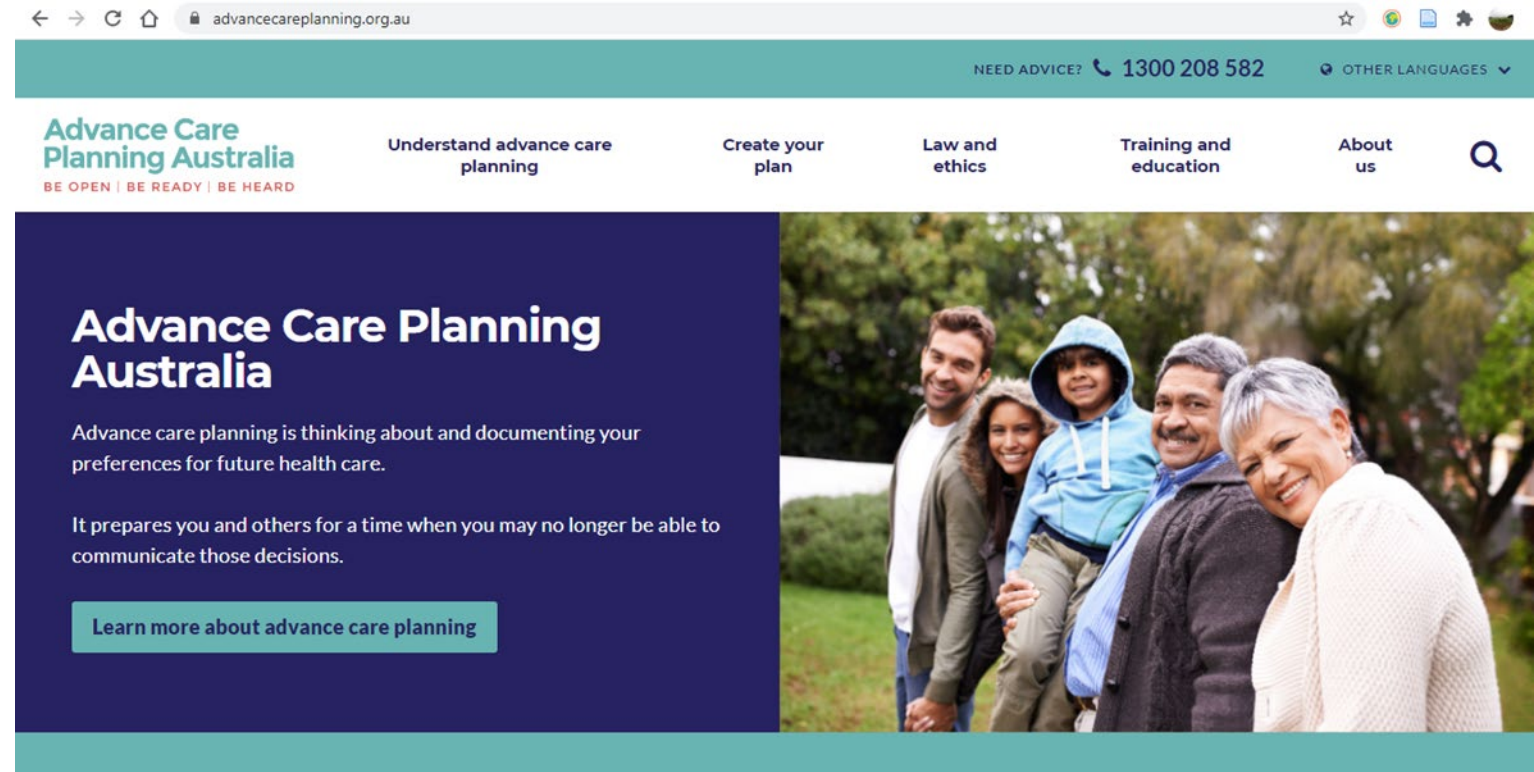 advancecareplanning.org.au
NEED ADVICE? 1300 208 582 OTHER LANGUAGES
Advance Care
Planning Australia
BE OPEN | BE READY | BE HEARD
Understand advance care
planning
Create your
plan
Law and
ethics
Training and
education
About
us
Advance Care Planning
Australia
Advance care planning is thinking about and documenting your
preferences for future health care.
It prepares you and others for a time when you may no longer be able to
communicate those decisions.
Learn more about advance care planning